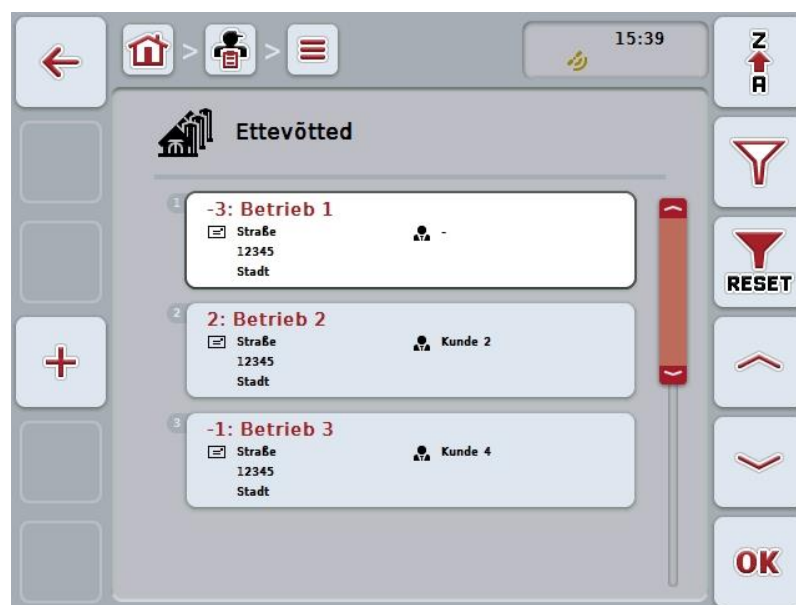 15:39
Z
A
Ettevõtted
1
-3: Betrieb 1
Straße
-
12345
Stadt
RESET
2
2: Betrieb 2
Straße
Kunde 2
12345
Stadt
3
-1: Betrieb 3
Straße
Kunde 4
12345
Stadt
OK